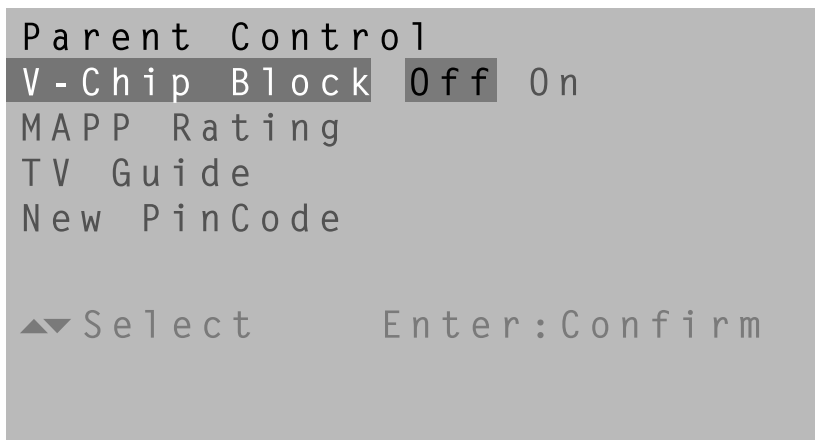 Parent Control
V-Chip Block Off On
MAPP Rating
TV Guide
New PinCode
▲▼Select Enter:Confirm